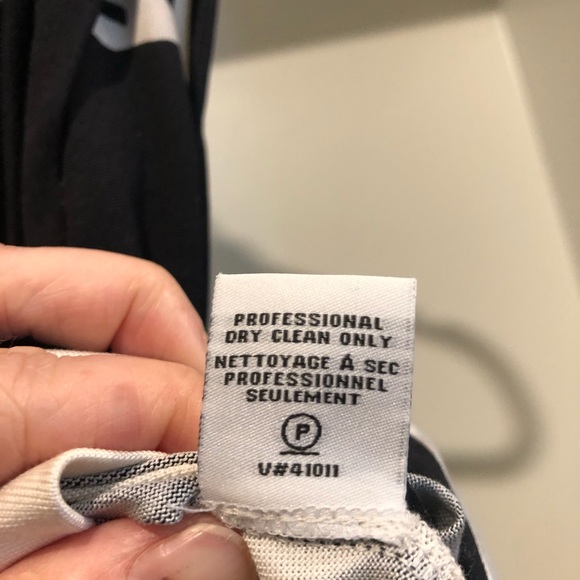 PROFESSIONAL
DRY CLEAN ONLY
NETTOYAGE Á SEC
PROFESSIONNEL
SEULEMENT
P
V#41011